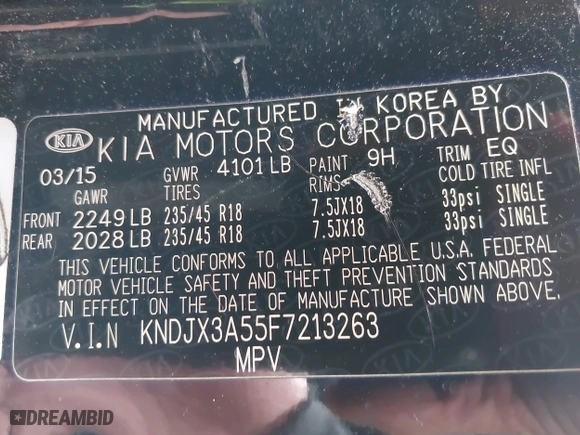 MANUFACTURED IN KOREA BY
KIA KIA MOTORS CORPORATION
03/15 GVWR 4101 LB PAINT 9H TRIM EQ
GAWR TIRES RIMS COLD TIRE INFL
FRONT 2249 LB 235/45 R18 7.5JX18 33psi SINGLE
REAR 2028 LB 235/45 R18 7.5JX18 33psi SINGLE
THIS VEHICLE CONFORMS TO ALL APPLICABLE U.S.A. FEDERAL
MOTOR VEHICLE SAFETY AND THEFT PREVENTION STANDARDS
IN EFFECT ON THE DATE OF MANUFACTURE SHOWN ABOVE.
V.I.N KNDJX3A55F7213263
MPV
DREAMBID